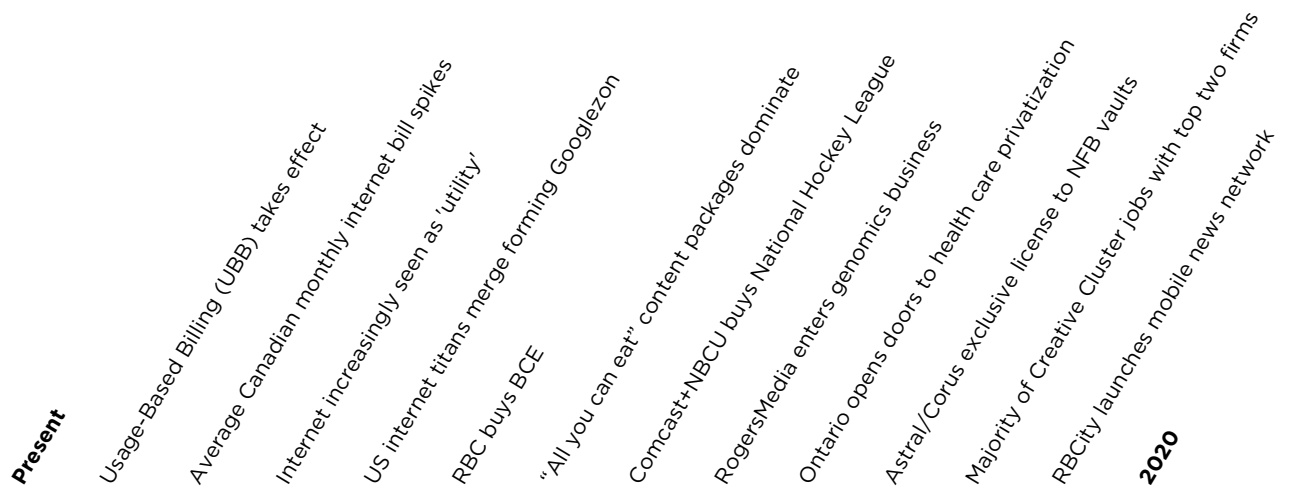 Present
Usage-Based Billing (UBB) takes effect
Average Canadian monthly internet bill spikes
Internet increasingly seen as 'utility'
US internet titans merge forming Googlezon
RBC buys BCE
“All you can eat” content packages dominate
Comcast+NBCU buys National Hockey League
RogersMedia enters genomics business
Ontario opens doors to health care privatization
Astral/Corus exclusive license to NFB vaults
Majority of Creative Cluster jobs with top two firms
RBCity launches mobile news network
2020